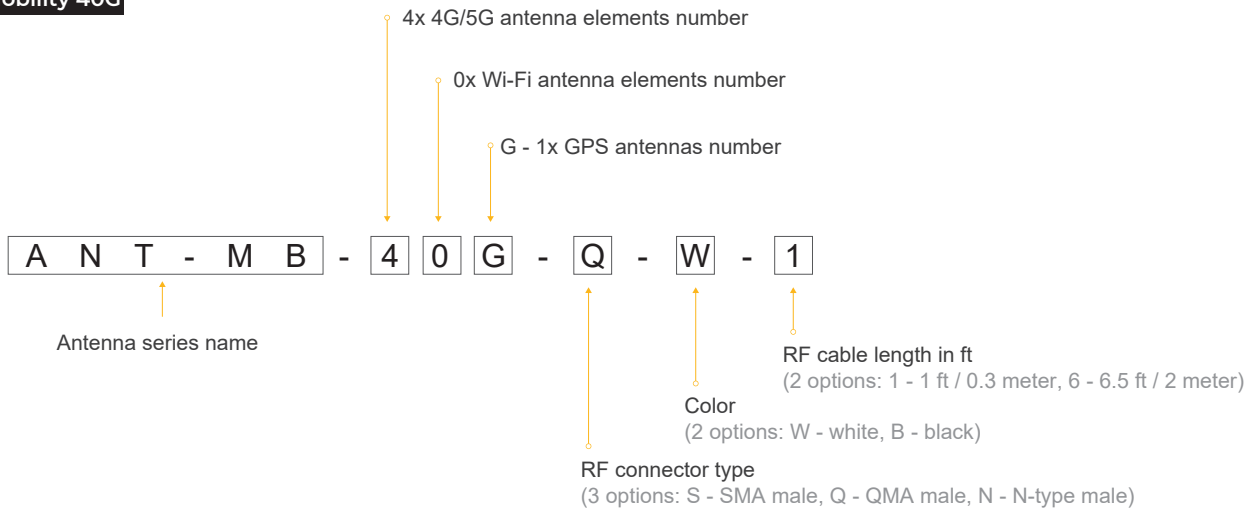 obility 40G
4x 4G/5G antenna elements number
0x Wi-Fi antenna elements number
G - 1x GPS antennas number
A N T - M B - 4 0 G - Q - W - 1
Antenna series name
RF cable length in ft
(2 options: 1 - 1 ft / 0.3 meter, 6 - 6.5 ft / 2 meter)
Color
(2 options: W - white, B - black)
RF connector type
(3 options: S - SMA male, Q - QMA male, N - N-type male)